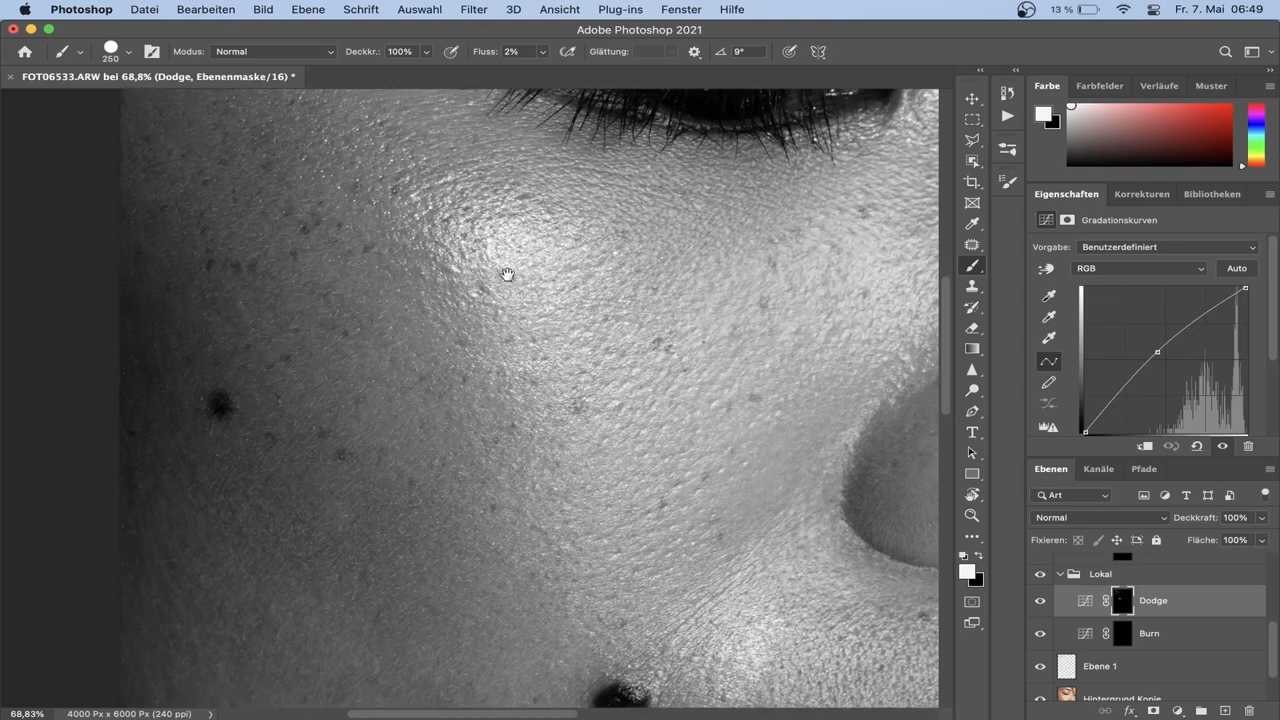 Photoshop Datei Bearbeiten Bild Ebene Schrift Auswahl Filter 3D Ansicht Plug-ins Fenster Hilfe 13 % Fr. 7. Mai 06:49
Adobe Photoshop 2021
250 Modus: Normal Deckkr.: 100% Fluss: 2% Glättung: 9°
FOT06533.ARW bei 68,8% (Dodge, Ebenenmaske/16) *
Farbe Farbfelder Verläufe Muster
Eigenschaften Korrekturen Bibliotheken
Gradationskurven
Vorgabe: Benutzerdefiniert
RGB Auto
Ebenen Kanäle Pfade
Art
Normal Deckkraft: 100%
Fixieren: Fläche: 100%
Lokal
Dodge
Burn
Ebene 1
Hintergrund Kopie
68,83% 4000 Px x 6000 Px (240 ppi)